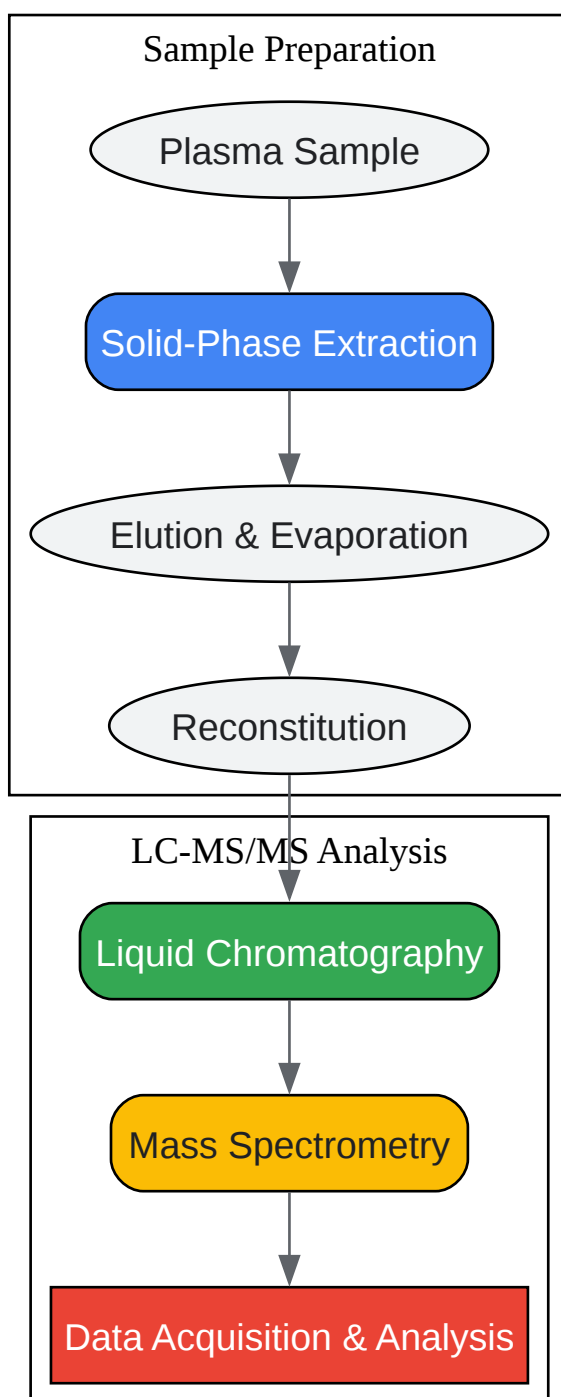 Sample Preparation
Plasma Sample
Solid-Phase Extraction
Elution & Evaporation
Reconstitution
LC-MS/MS Analysis
Liquid Chromatography
Mass Spectrometry
Data Acquisition & Analysis